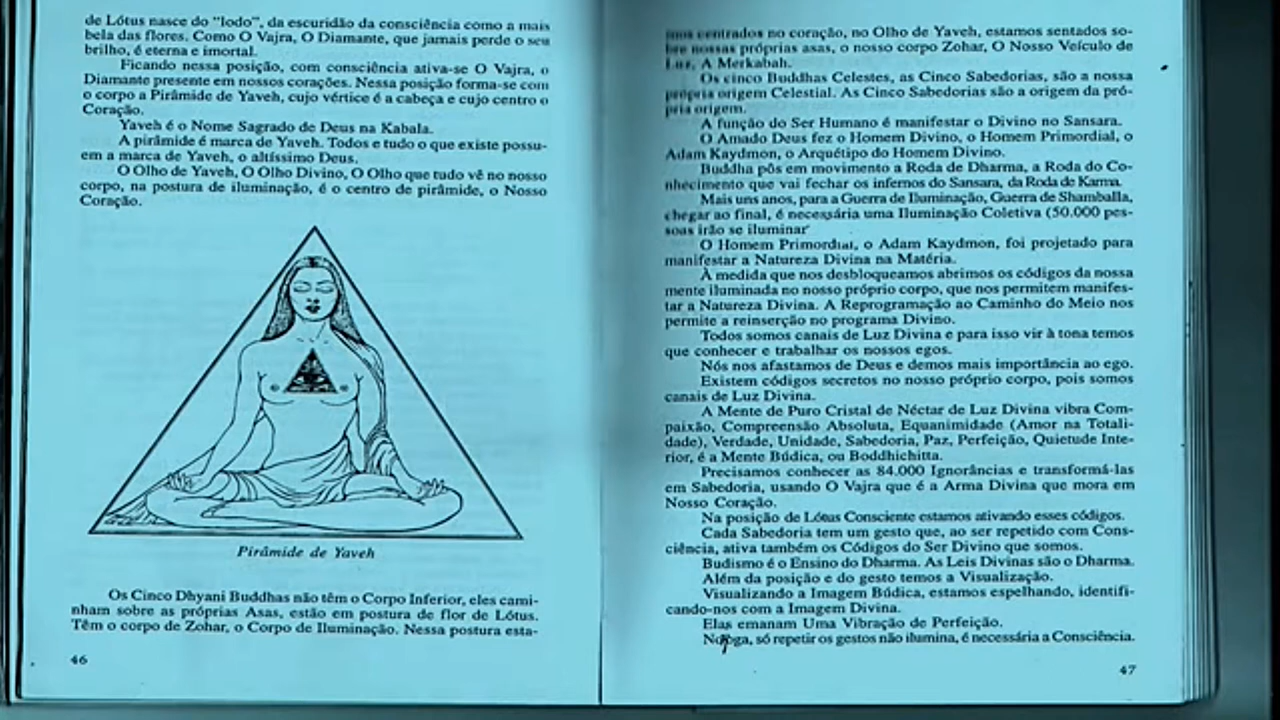 de Lótus nasce do "lodo", da escuridão da consciência como a mais
bela das flores. Como O Vajra, O Diamante, que jamais perde o seu
brilho, é eterna e imortal.
Ficando nessa posição, com consciência ativa-se O Vajra, o
Diamante presente em nossos corações. Nessa posição forma-se com
o corpo a Pirâmide de Yaveh, cujo vértice é a cabeça e cujo centro o
Coração.
Yaveh é o Nome Sagrado de Deus na Kabala.
A pirâmide é marca de Yaveh. Todos e tudo o que existe possu-
em a marca de Yaveh, o altíssimo Deus.
O Olho de Yaveh, O Olho Divino, O Olho que tudo vê no nosso
corpo, na postura de iluminação, é o centro de pirâmide, o Nosso
Coração.
Pirâmide de Yaveh
Os Cinco Dhyani Buddhas não têm o Corpo Inferior, eles cami-
nham sobre as próprias Asas, estão em postura de flor de Lótus.
Têm o corpo de Zohar, o Corpo de Iluminação. Nessa postura esta-
46
mos centrados no coração, no Olho de Yaveh, estamos sentados so-
bre nossas próprias asas, o nosso corpo Zohar, O Nosso Veículo de
Luz, A Merkabah.
Os cinco Buddhas Celestes, as Cinco Sabedorias, são a nossa
própria origem Celestial. As Cinco Sabedorias são a origem da pró-
pria origem.
A função do Ser Humano é manifestar o Divino no Sansara.
O Amado Deus fez o Homem Divino, o Homem Primordial, o
Adam Kaydmon, o Arquétipo do Homem Divino.
Buddha pôs em movimento a Roda de Dharma, a Roda do Co-
nhecimento que vai fechar os infernos do Sansara, da Roda de Karma.
Mais uns anos, para a Guerra de Iluminação, Guerra de Shamballa,
chegar ao final, é necessária uma Iluminação Coletiva (50.000 pes-
soas irão se iluminar
O Homem Primordial, o Adam Kaydmon, foi projetado para
manifestar a Natureza Divina na Matéria.
À medida que nos desbloqueamos abrimos os códigos da nossa
mente iluminada no nosso próprio corpo, que nos permitem manifes-
tar a Natureza Divina. A Reprogramação ao Caminho do Meio nos
permite a reinserção no programa Divino.
Todos somos canais de Luz Divina e para isso vir à tona temos
que conhecer e trabalhar os nossos egos.
Nós nos afastamos de Deus e demos mais importância ao ego.
Existem códigos secretos no nosso próprio corpo, pois somos
canais de Luz Divina.
A Mente de Puro Cristal de Néctar de Luz Divina vibra Com-
paixão, Compreensão Absoluta, Equanimidade (Amor na Totali-
dade), Verdade, Unidade, Sabedoria, Paz, Perfeição, Quietude Inte-
rior, é a Mente Búdica, ou Boddhichitta.
Precisamos conhecer as 84.000 Ignorâncias e transformá-las
em Sabedoria, usando O Vajra que é a Arma Divina que mora em
Nosso Coração.
Na posição de Lótus Consciente estamos ativando esses códigos.
Cada Sabedoria tem um gesto que, ao ser repetido com Cons-
ciência, ativa também os Códigos do Ser Divino que somos.
Budismo é o Ensino do Dharma. As Leis Divinas são o Dharma.
Além da posição e do gesto temos a Visualização.
Visualizando a Imagem Búdica, estamos espelhando, identifi-
cando-nos com a Imagem Divina.
Elas emanam Uma Vibração de Perfeição.
só repetir os gestos não ilumina, é necessária a Consciência.
47